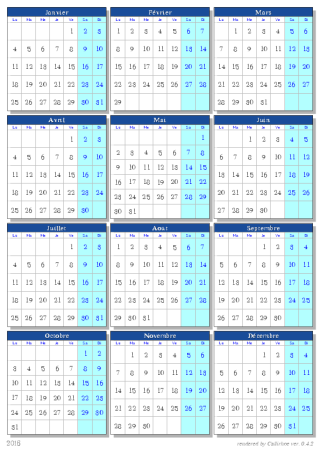 Janvier
Lu Ma Me Je Ve Sa Di
1 2 3
4 5 6 7 8 9 10
11 12 13 14 15 16 17
18 19 20 21 22 23 24
25 26 27 28 29 30 31
Février
Lu Ma Me Je Ve Sa Di
1 2 3 4 5 6 7
8 9 10 11 12 13 14
15 16 17 18 19 20 21
22 23 24 25 26 27 28
29
Mars
Lu Ma Me Je Ve Sa Di
1 2 3 4 5 6
7 8 9 10 11 12 13
14 15 16 17 18 19 20
21 22 23 24 25 26 27
28 29 30 31
Avril
Lu Ma Me Je Ve Sa Di
1 2 3
4 5 6 7 8 9 10
11 12 13 14 15 16 17
18 19 20 21 22 23 24
25 26 27 28 29 30
Mai
Lu Ma Me Je Ve Sa Di
1
2 3 4 5 6 7 8
9 10 11 12 13 14 15
16 17 18 19 20 21 22
23 24 25 26 27 28 29
30 31
Juin
Lu Ma Me Je Ve Sa Di
1 2 3 4 5
6 7 8 9 10 11 12
13 14 15 16 17 18 19
20 21 22 23 24 25 26
27 28 29 30
Juillet
Lu Ma Me Je Ve Sa Di
1 2 3
4 5 6 7 8 9 10
11 12 13 14 15 16 17
18 19 20 21 22 23 24
25 26 27 28 29 30 31
Aout
Lu Ma Me Je Ve Sa Di
1 2 3 4 5 6 7
8 9 10 11 12 13 14
15 16 17 18 19 20 21
22 23 24 25 26 27 28
29 30 31
Septembre
Lu Ma Me Je Ve Sa Di
1 2 3 4
5 6 7 8 9 10 11
12 13 14 15 16 17 18
19 20 21 22 23 24 25
26 27 28 29 30
Octobre
Lu Ma Me Je Ve Sa Di
1 2
3 4 5 6 7 8 9
10 11 12 13 14 15 16
17 18 19 20 21 22 23
24 25 26 27 28 29 30
31
Novembre
Lu Ma Me Je Ve Sa Di
1 2 3 4 5 6
7 8 9 10 11 12 13
14 15 16 17 18 19 20
21 22 23 24 25 26 27
28 29 30
Décembre
Lu Ma Me Je Ve Sa Di
1 2 3 4
5 6 7 8 9 10 11
12 13 14 15 16 17 18
19 20 21 22 23 24 25
26 27 28 29 30 31
2016
rendered by ver. 0.4.2